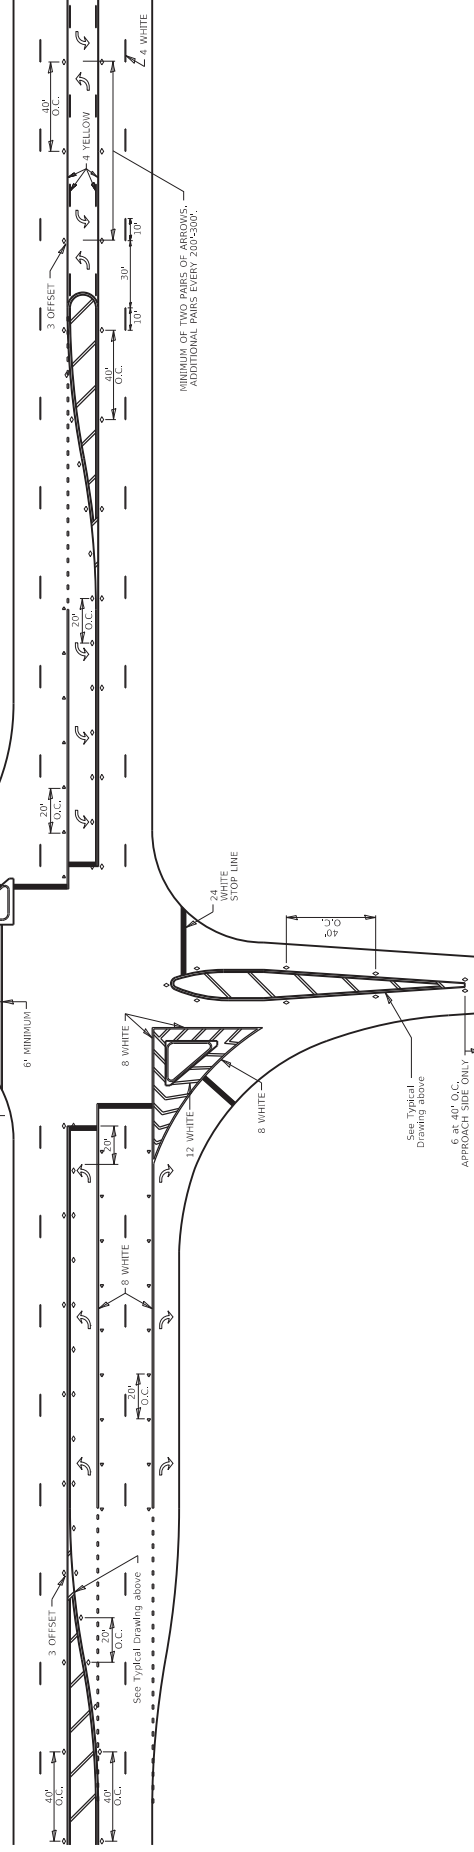 4 WHITE
40'
O.C.
4 YELLOW
MINIMUM OF TWO PAIRS OF ARROWS.
ADDITIONAL PAIRS EVERY 200'-300'.
10'
30'
3 OFFSET
10'
40'
O.C.
20'
O.C.
20'
O.C.
24
WHITE
STOP LINE
40'
O.C.
6' MINIMUM
8 WHITE
12 WHITE
8 WHITE
See Typical
Drawing above
6 at 40' O.C.
APPROACH SIDE ONLY
20'
8 WHITE
20'
O.C.
3 OFFSET
See Typical Drawing above
20'
O.C.
40'
O.C.
40'
O.C.